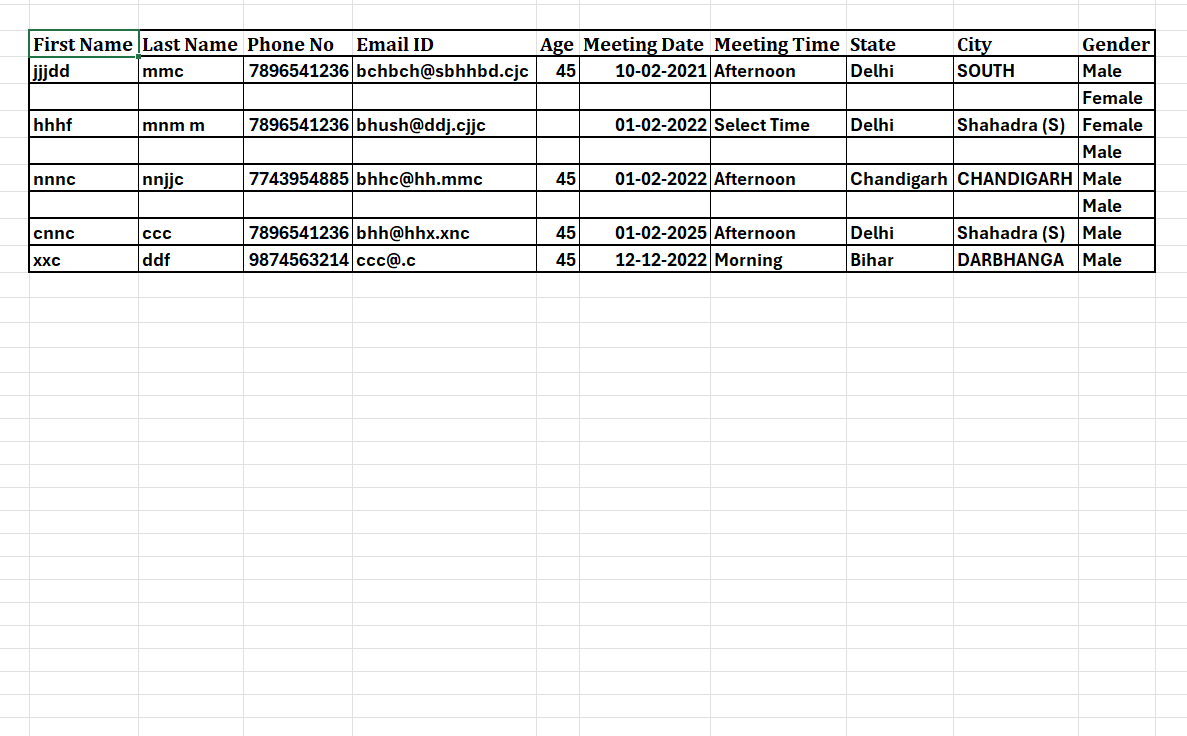 First Name Last Name Phone No Email ID Age Meeting Date Meeting Time State City Gender
jjjdd mmc 7896541236 bchbch@sbhhbd.cjc 45 10-02-2021 Afternoon Delhi SOUTH Male
Female
hhhf mnm m 7896541236 bhush@ddj.cjjc 01-02-2022 Select Time Delhi Shahadra (S) Female
Male
nnnc nnjjc 7743954885 bhhc@hh.mmc 45 01-02-2022 Afternoon Chandigarh CHANDIGARH Male
Male
cnnc ccc 7896541236 bhh@hhx.xnc 45 01-02-2025 Afternoon Delhi Shahadra (S) Male
xxc ddf 9874563214 ccc@.c 45 12-12-2022 Morning Bihar DARBHANGA Male